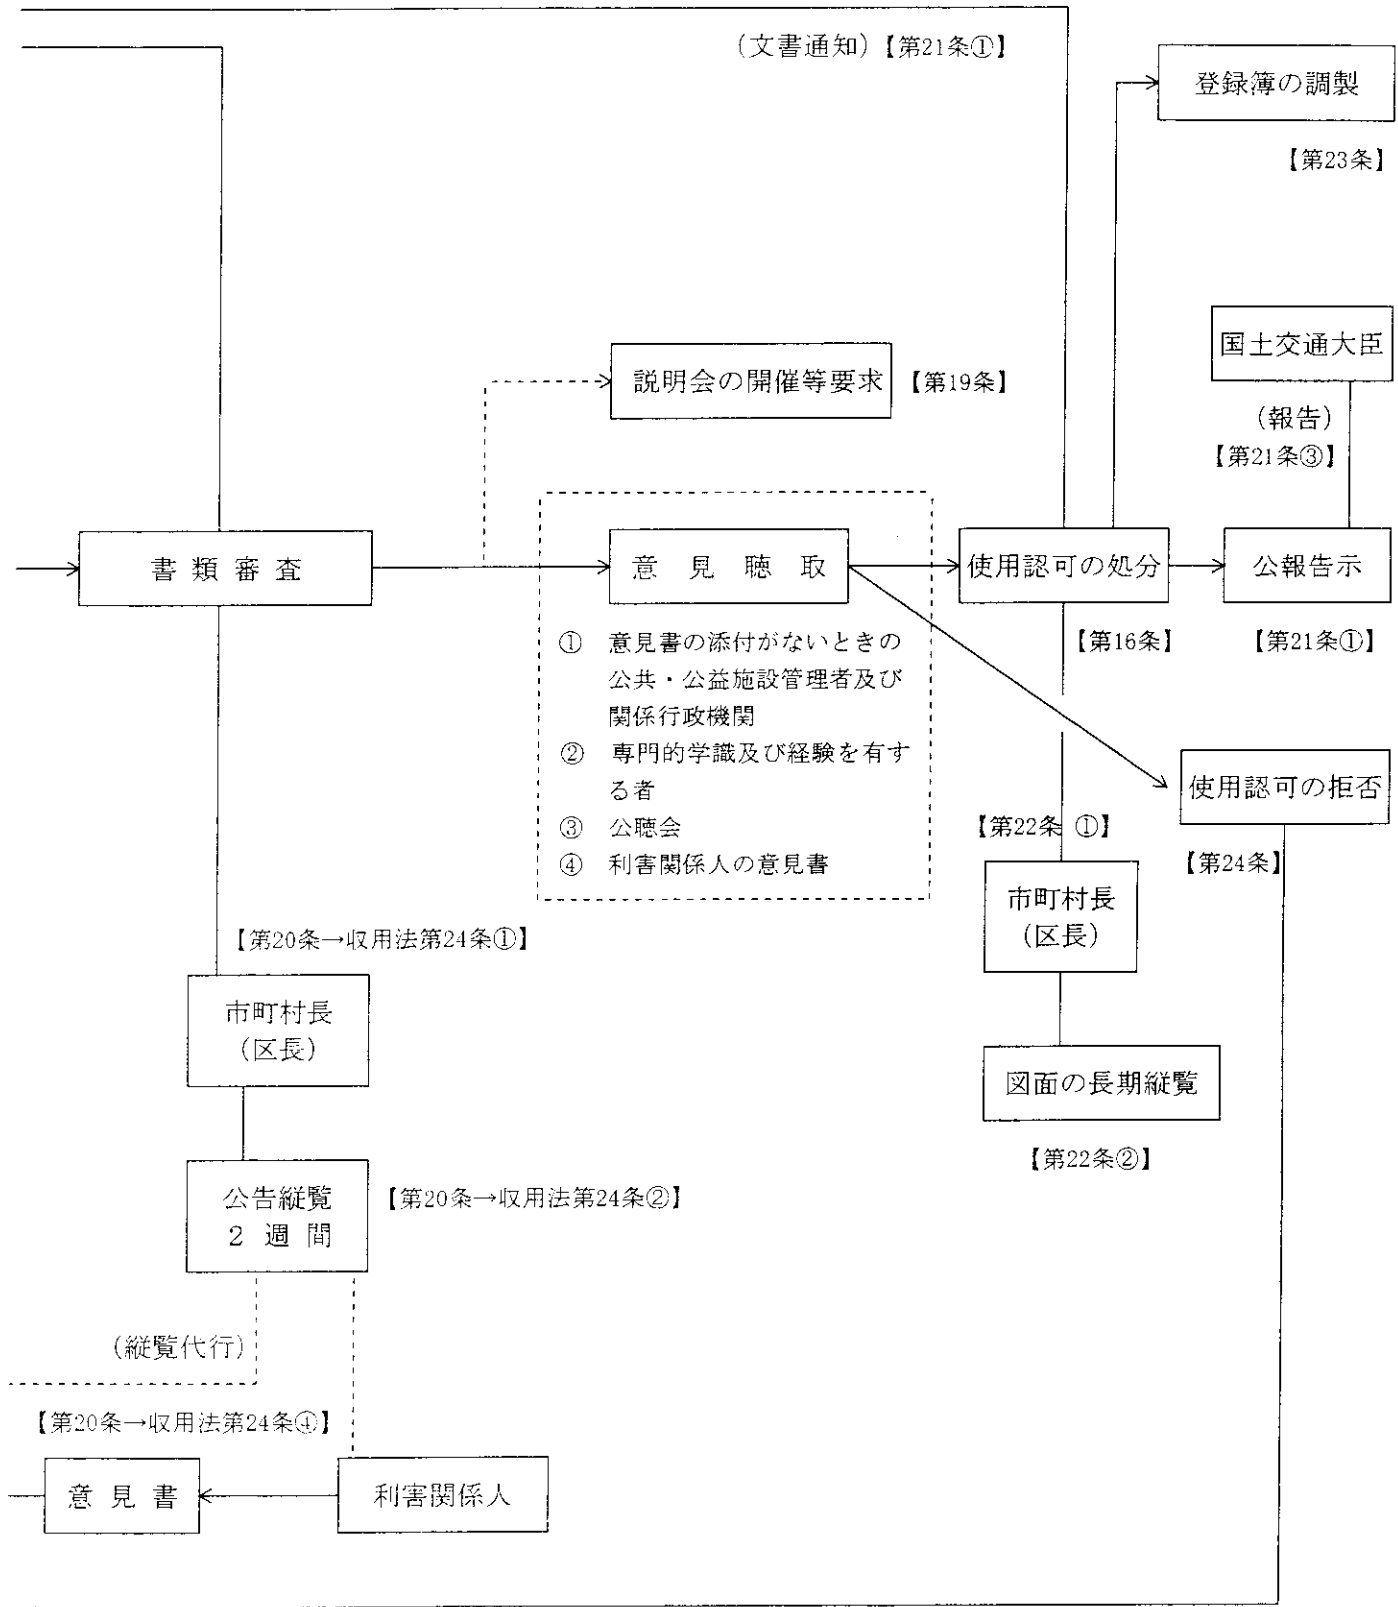 (文書通知)【第21条①】
登録簿の調製
【第23条】
国土交通大臣
(報告)
【第21条③】
説明会の開催等要求
【第19条】
書類審査
意見聴取
使用認可の処分
公報告示
【第16条】
【第21条①】
① 意見書の添付がないときの
公共・公益施設管理者及び
関係行政機関
② 専門的学識及び経験を有す
る者
③ 公聴会
④ 利害関係人の意見書
使用認可の拒否
【第24条】
【第22条 ①】
市町村長
(区長)
図面の長期縦覧
【第22条②】
【第20条→収用法第24条①】
市町村長
(区長)
公告縦覧
2週間
【第20条→収用法第24条②】
(縦覧代行)
【第20条→収用法第24条④】
意見書
利害関係人